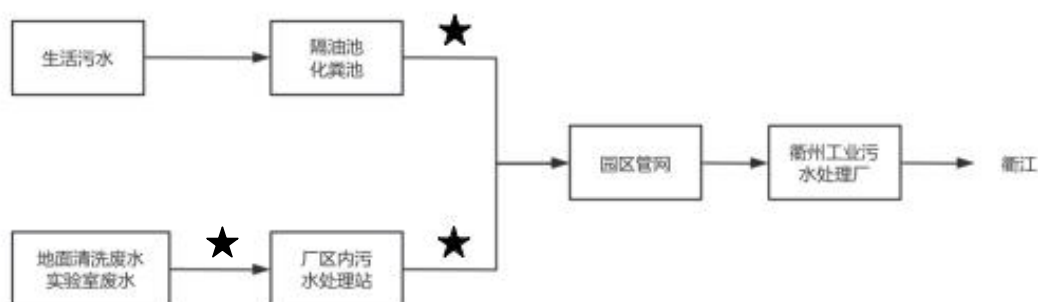 生活污水
隔油池
化粪池
园区管网
衢州工业污
水处理厂
衢江
地面清洗废水
实验室废水
厂区内污
水处理站